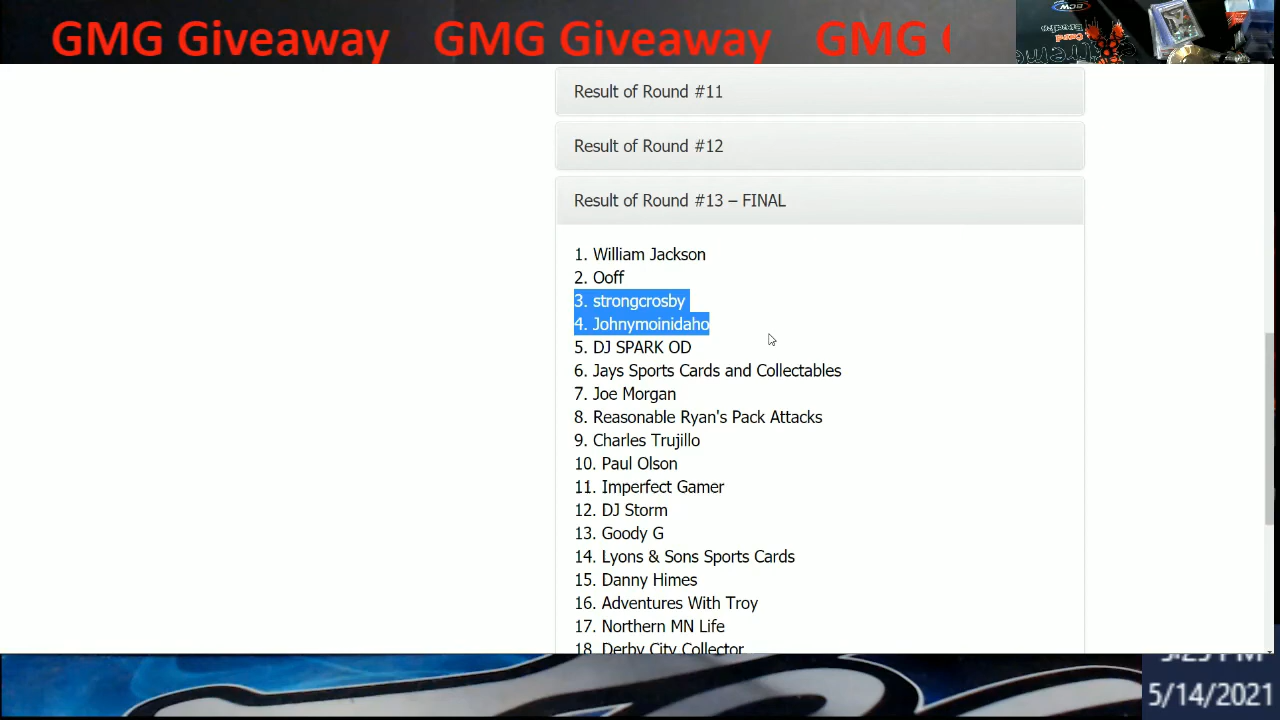 GMG Giveaway GMG Giveaway GMG
BCW
Result of Round #11
Result of Round #12
Result of Round #13 – FINAL
1. William Jackson
2. Ooff
3. strongcrosby
4. Johnymoinidaho
5. DJ SPARK OD
6. Jays Sports Cards and Collectables
7. Joe Morgan
8. Reasonable Ryan's Pack Attacks
9. Charles Trujillo
10. Paul Olson
11. Imperfect Gamer
12. DJ Storm
13. Goody G
14. Lyons & Sons Sports Cards
15. Danny Himes
16. Adventures With Troy
17. Northern MN Life
18. Derby City Collector
5/14/2021